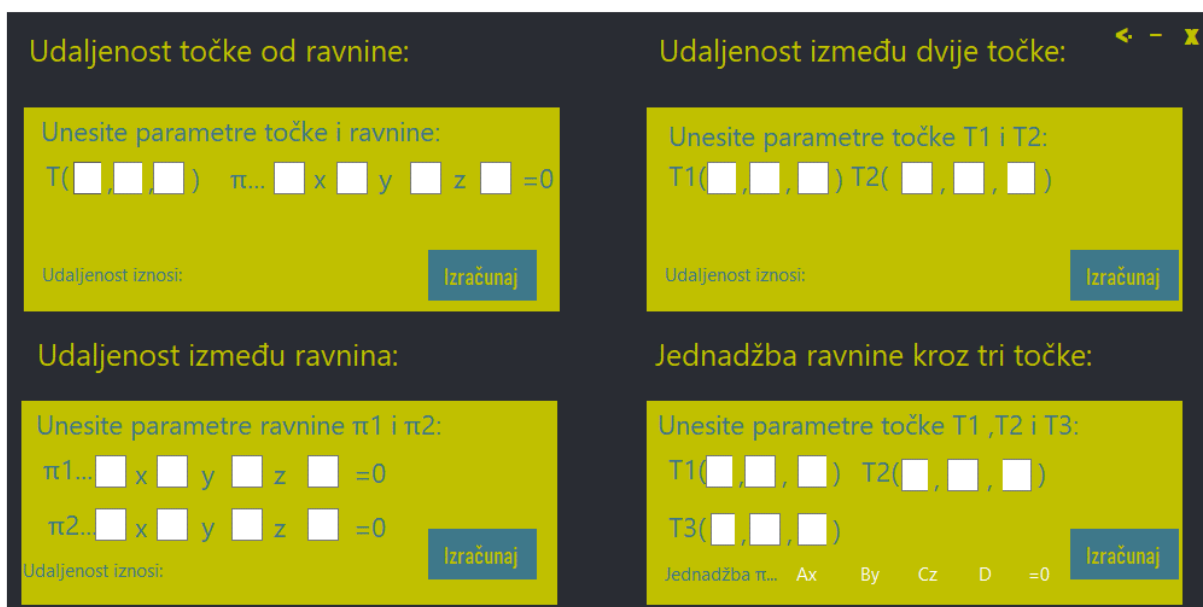 Udaljenost točke od ravnine:
Unesite parametre točke i ravnine:
T( , , ) π... x y z =0
Udaljenost iznosi:
Izračunaj
Udaljenost između dvije točke:
< - x
Unesite parametre točke T1 i T2:
T1( , , ) T2( , , )
Udaljenost iznosi:
Izračunaj
Udaljenost između ravnina:
Unesite parametre ravnine π1 i π2:
π1... x y z =0
π2... x y z =0
Udaljenost iznosi:
Izračunaj
Jednadžba ravnine kroz tri točke:
Unesite parametre točke T1 ,T2 i T3:
T1( , , ) T2( , , )
T3( , , )
Jednadžba π... Ax By Cz D =0
Izračunaj